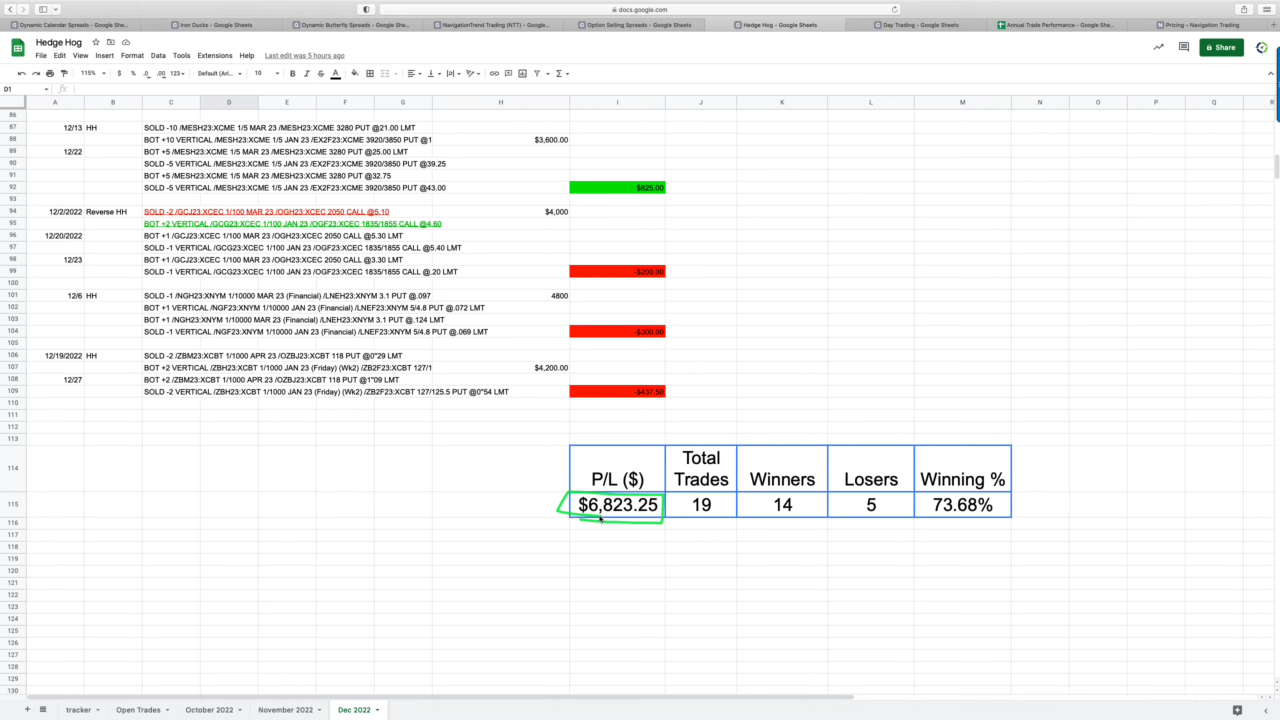 docs.google.com
Dynamic Calendar Spreads – Google She...
Iron Ducks – Google Sheets
Dynamic Butterfly Spreads – Google She...
NavigationTrend Trading (NTT) – Google...
Option Selling Spreads – Google Sheets
Hedge Hog – Google Sheets
Day Trading – Google Sheets
Annual Trade Performance – Google She...
Pricing – Navigation Trading
Hedge Hog
File Edit View Insert Format Data Tools Extensions Help Last edit was 5 hours ago
Share
115% $ % .0 .00 123 Default (Ari... 10 B I S A
D1 fx
A B C D E F G H I J K L M N O P Q R
86
87 12/13 HH SOLD -10 /MESH23:XCME 1/5 MAR 23 /MESH23:XCME 3280 PUT @21.00 LMT
88 BOT +10 VERTICAL /MESH23:XCME 1/5 JAN 23 /EX2F23:XCME 3920/3850 PUT @1 $3,600.00
89 12/22 BOT +5 /MESH23:XCME 1/5 MAR 23 /MESH23:XCME 3280 PUT @25.00 LMT
90 SOLD -5 VERTICAL /MESH23:XCME 1/5 JAN 23 /EX2F23:XCME 3920/3850 PUT @39.25
91 BOT +5 /MESH23:XCME 1/5 MAR 23 /MESH23:XCME 3280 PUT @32.75
92 SOLD -5 VERTICAL /MESH23:XCME 1/5 JAN 23 /EX2F23:XCME 3920/3850 PUT @43.00 $825.00
93
94 12/2/2022 Reverse HH SOLD -2 /GCJ23:XCEC 1/100 MAR 23 /OGH23:XCEC 2050 CALL @5.10 $4,000
95 BOT +2 VERTICAL /GCG23:XCEC 1/100 JAN 23 /OGF23:XCEC 1835/1855 CALL @4.60
96 12/20/2022 BOT +1 /GCJ23:XCEC 1/100 MAR 23 /OGH23:XCEC 2050 CALL @5.30 LMT
97 SOLD -1 VERTICAL /GCG23:XCEC 1/100 JAN 23 /OGF23:XCEC 1835/1855 CALL @5.40 LMT
98 12/23 BOT +1 /GCJ23:XCEC 1/100 MAR 23 /OGH23:XCEC 2050 CALL @3.30 LMT
99 SOLD -1 VERTICAL /GCG23:XCEC 1/100 JAN 23 /OGF23:XCEC 1835/1855 CALL @.20 LMT -$200.00
100
101 12/6 HH SOLD -1 /NGH23:XNYM 1/10000 MAR 23 (Financial) /LNEH23:XNYM 3.1 PUT @.097 4800
102 BOT +1 VERTICAL /NGF23:XNYM 1/10000 JAN 23 (Financial) /LNEF23:XNYM 5/4.8 PUT @.072 LMT
103 BOT +1 /NGH23:XNYM 1/10000 MAR 23 (Financial) /LNEH23:XNYM 3.1 PUT @.124 LMT
104 SOLD -1 VERTICAL /NGF23:XNYM 1/10000 JAN 23 (Financial) /LNEF23:XNYM 5/4.8 PUT @.069 LMT -$300.00
105
106 12/19/2022 HH SOLD -2 /ZBM23:XCBT 1/1000 APR 23 /OZBJ23:XCBT 118 PUT @0"29 LMT
107 BOT +2 VERTICAL /ZBH23:XCBT 1/1000 JAN 23 (Friday) (Wk2) /ZB2F23:XCBT 127/1 $4,200.00
108 12/27 BOT +2 /ZBM23:XCBT 1/1000 APR 23 /OZBJ23:XCBT 118 PUT @1"09 LMT
109 SOLD -2 VERTICAL /ZBH23:XCBT 1/1000 JAN 23 (Friday) (Wk2) /ZB2F23:XCBT 127/125.5 PUT @0"54 LMT -$437.50
110
111
112
113
114 P/L ($) Total Trades Winners Losers Winning %
115 $6,823.25 19 14 5 73.68%
116
117
118
119
120
121
122
123
124
125
126
127
128
129
130
tracker Open Trades October 2022 November 2022 Dec 2022